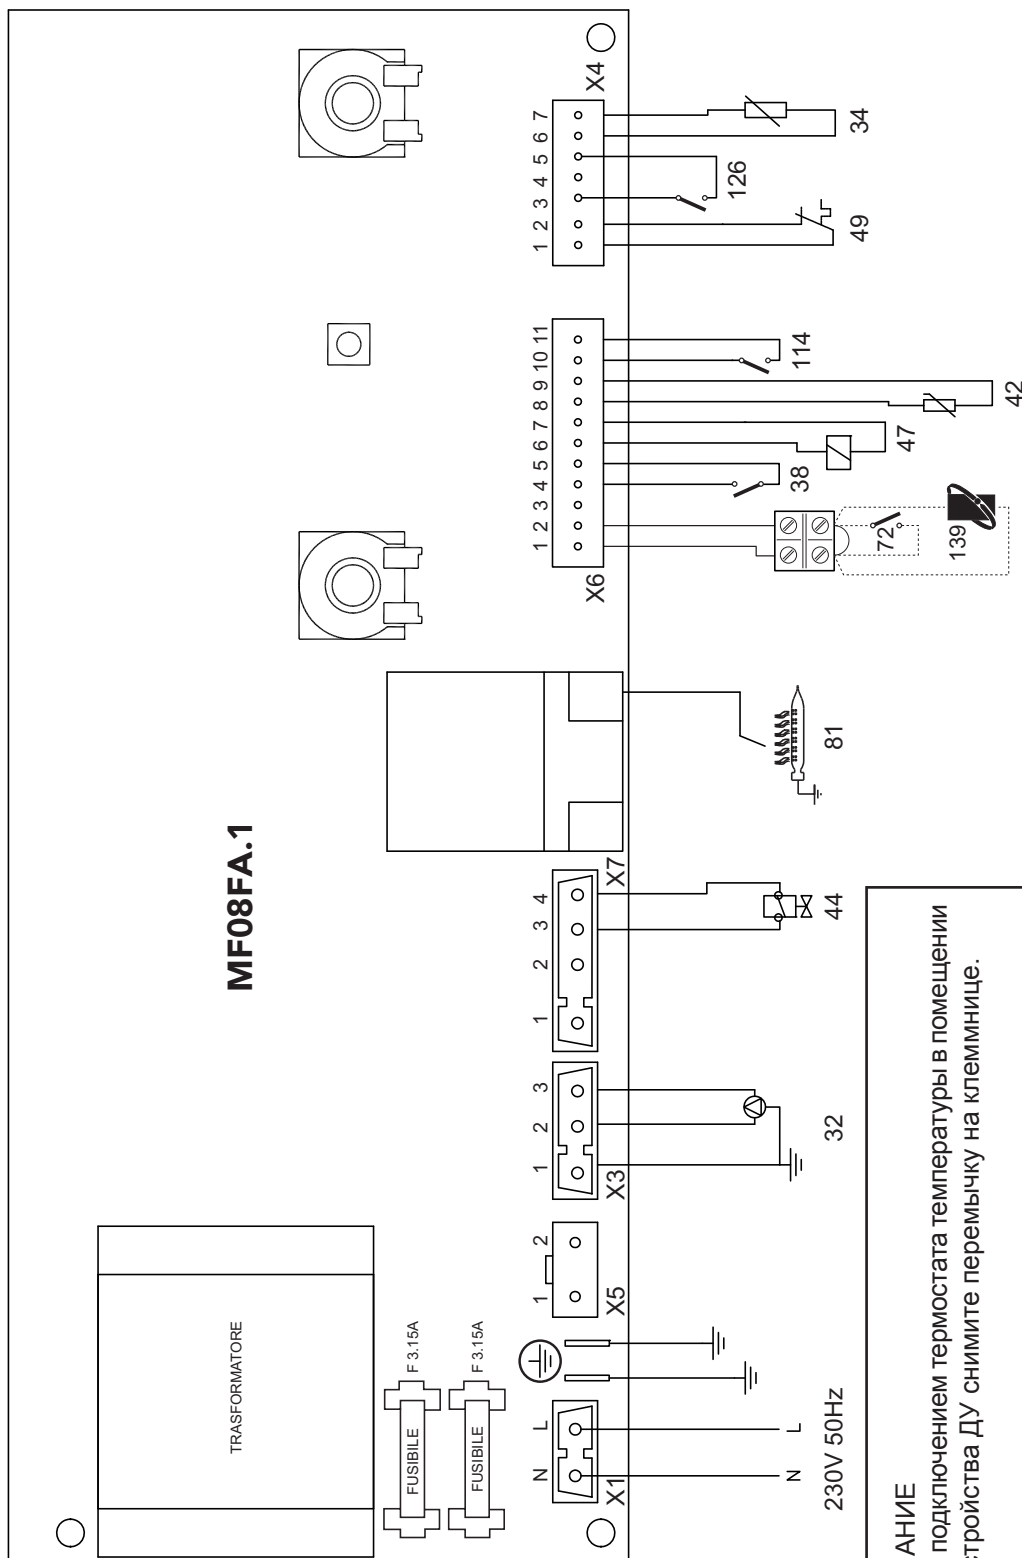 MF08FA.1
TRASFORMATORE
FUSIBILE
F 3.15A
FUSIBILE
F 3.15A
N L
X1
1 2
X5
1 2 3
X3
1 2 3 4
X7
X6
1 2 3 4 5 6 7 8 9 10 11
1 2 3 4 5 6 7
X4
N L
230V 50Hz
32
44
81
72
139
38
47
42
114
49
126
34
АНИЕ
подключением термостата температуры в помещении
тройства ДУ снимите перемычку на клеммнице.